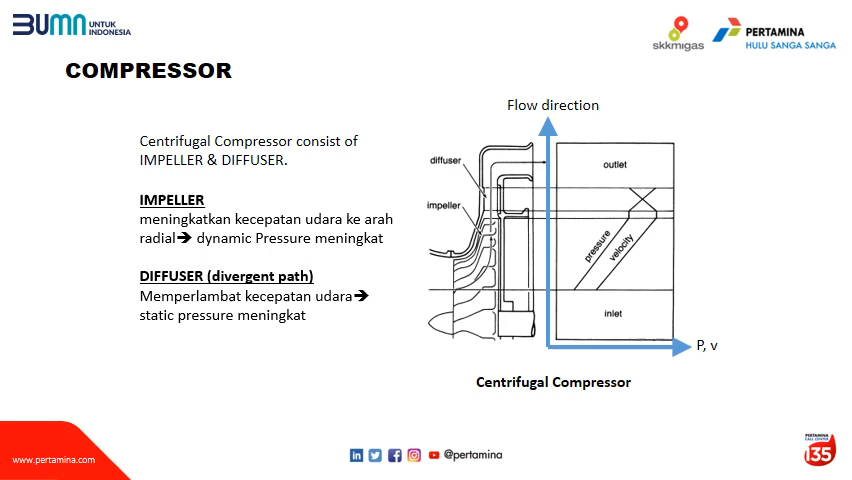 BUMN UNTUK
INDONESIA
skkmigas
PERTAMINA
HULU SANGA SANGA
COMPRESSOR
Centrifugal Compressor consist of
IMPELLER & DIFFUSER.
IMPELLER
meningkatkan kecepatan udara ke arah
radial➔ dynamic Pressure meningkat
DIFFUSER (divergent path)
Memperlambat kecepatan udara➔
static pressure meningkat
Flow direction
diffuser
impeller
outlet
pressure
velocity
inlet
P, v
Centrifugal Compressor
www.pertamina.com
@pertamina
PERTAMINA
CALL CENTER
135